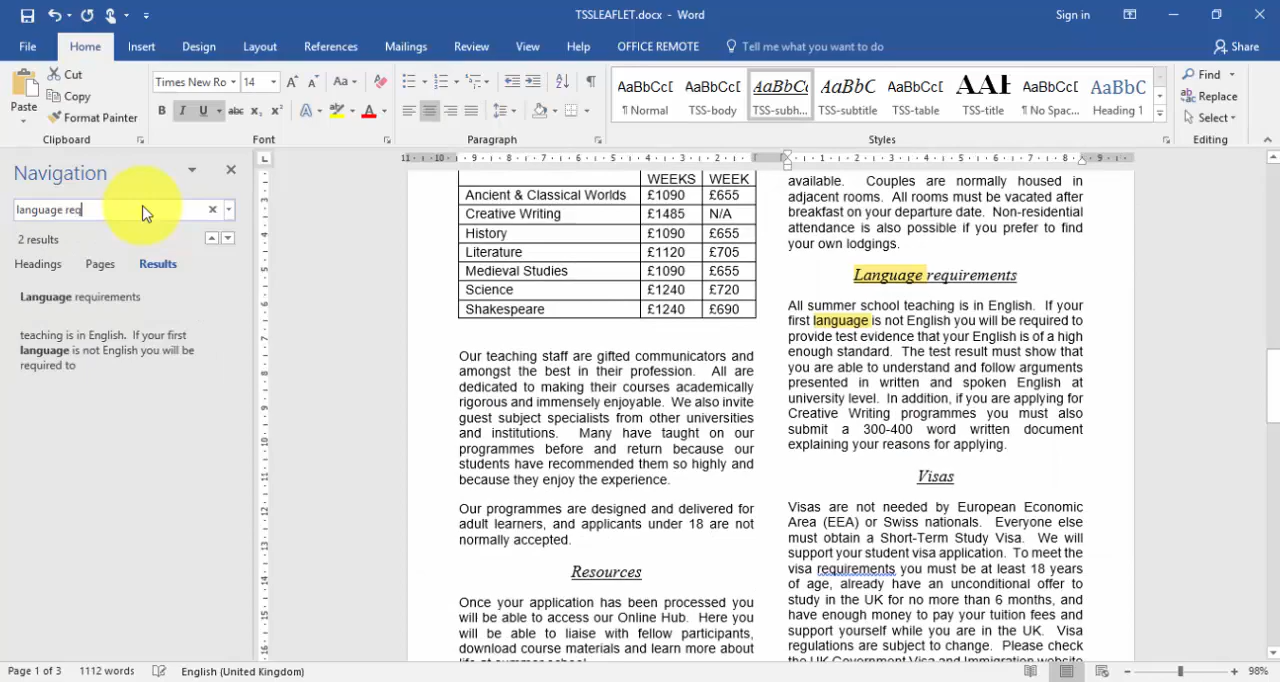 TSSLEAFLET.docx - Word
Sign in
File Home Insert Design Layout References Mailings Review View Help OFFICE REMOTE Tell me what you want to do Share
Paste
Cut
Copy
Format Painter
Clipboard
Times New Ro 14
Font
Paragraph
AaBbCc[ AaBbCc AaBbCc AaBbC AaBbCc[ AAI AaBbCc[ AaBbC
¶ Normal TSS-body TSS-subh... TSS-subtitle TSS-table TSS-title ¶ No Spac... Heading 1
Styles
Find
Replace
Select
Editing
Navigation
language req
2 results
Headings Pages Results
Language requirements
teaching is in English. If your first
language is not English you will be
required to
WEEKS WEEK
Ancient & Classical Worlds £1090 £655
Creative Writing £1485 N/A
History £1090 £655
Literature £1120 £705
Medieval Studies £1090 £655
Science £1240 £720
Shakespeare £1240 £690
Our teaching staff are gifted communicators and
amongst the best in their profession. All are
dedicated to making their courses academically
rigorous and immensely enjoyable. We also invite
guest subject specialists from other universities
and institutions. Many have taught on our
programmes before and return because our
students have recommended them so highly and
because they enjoy the experience.
Our programmes are designed and delivered for
adult learners, and applicants under 18 are not
normally accepted.
Resources
Once your application has been processed you
will be able to access our Online Hub. Here you
will be able to liaise with fellow participants,
download course materials and learn more about
life at summer school.
available. Couples are normally housed in
adjacent rooms. All rooms must be vacated after
breakfast on your departure date. Non-residential
attendance is also possible if you prefer to find
your own lodgings.
Language requirements
All summer school teaching is in English. If your
first language is not English you will be required to
provide test evidence that your English is of a high
enough standard. The test result must show that
you are able to understand and follow arguments
presented in written and spoken English at
university level. In addition, if you are applying for
Creative Writing programmes you must also
submit a 300-400 word written document
explaining your reasons for applying.
Visas
Visas are not needed by European Economic
Area (EEA) or Swiss nationals. Everyone else
must obtain a Short-Term Study Visa. We will
support your student visa application. To meet the
visa requirements you must be at least 18 years
of age, already have an unconditional offer to
study in the UK for no more than 6 months, and
have enough money to pay your tuition fees and
support yourself while you are in the UK. Visa
regulations are subject to change. Please check
the UK Government Visa and Immigration website
Page 1 of 3 1112 words English (United Kingdom) 98%